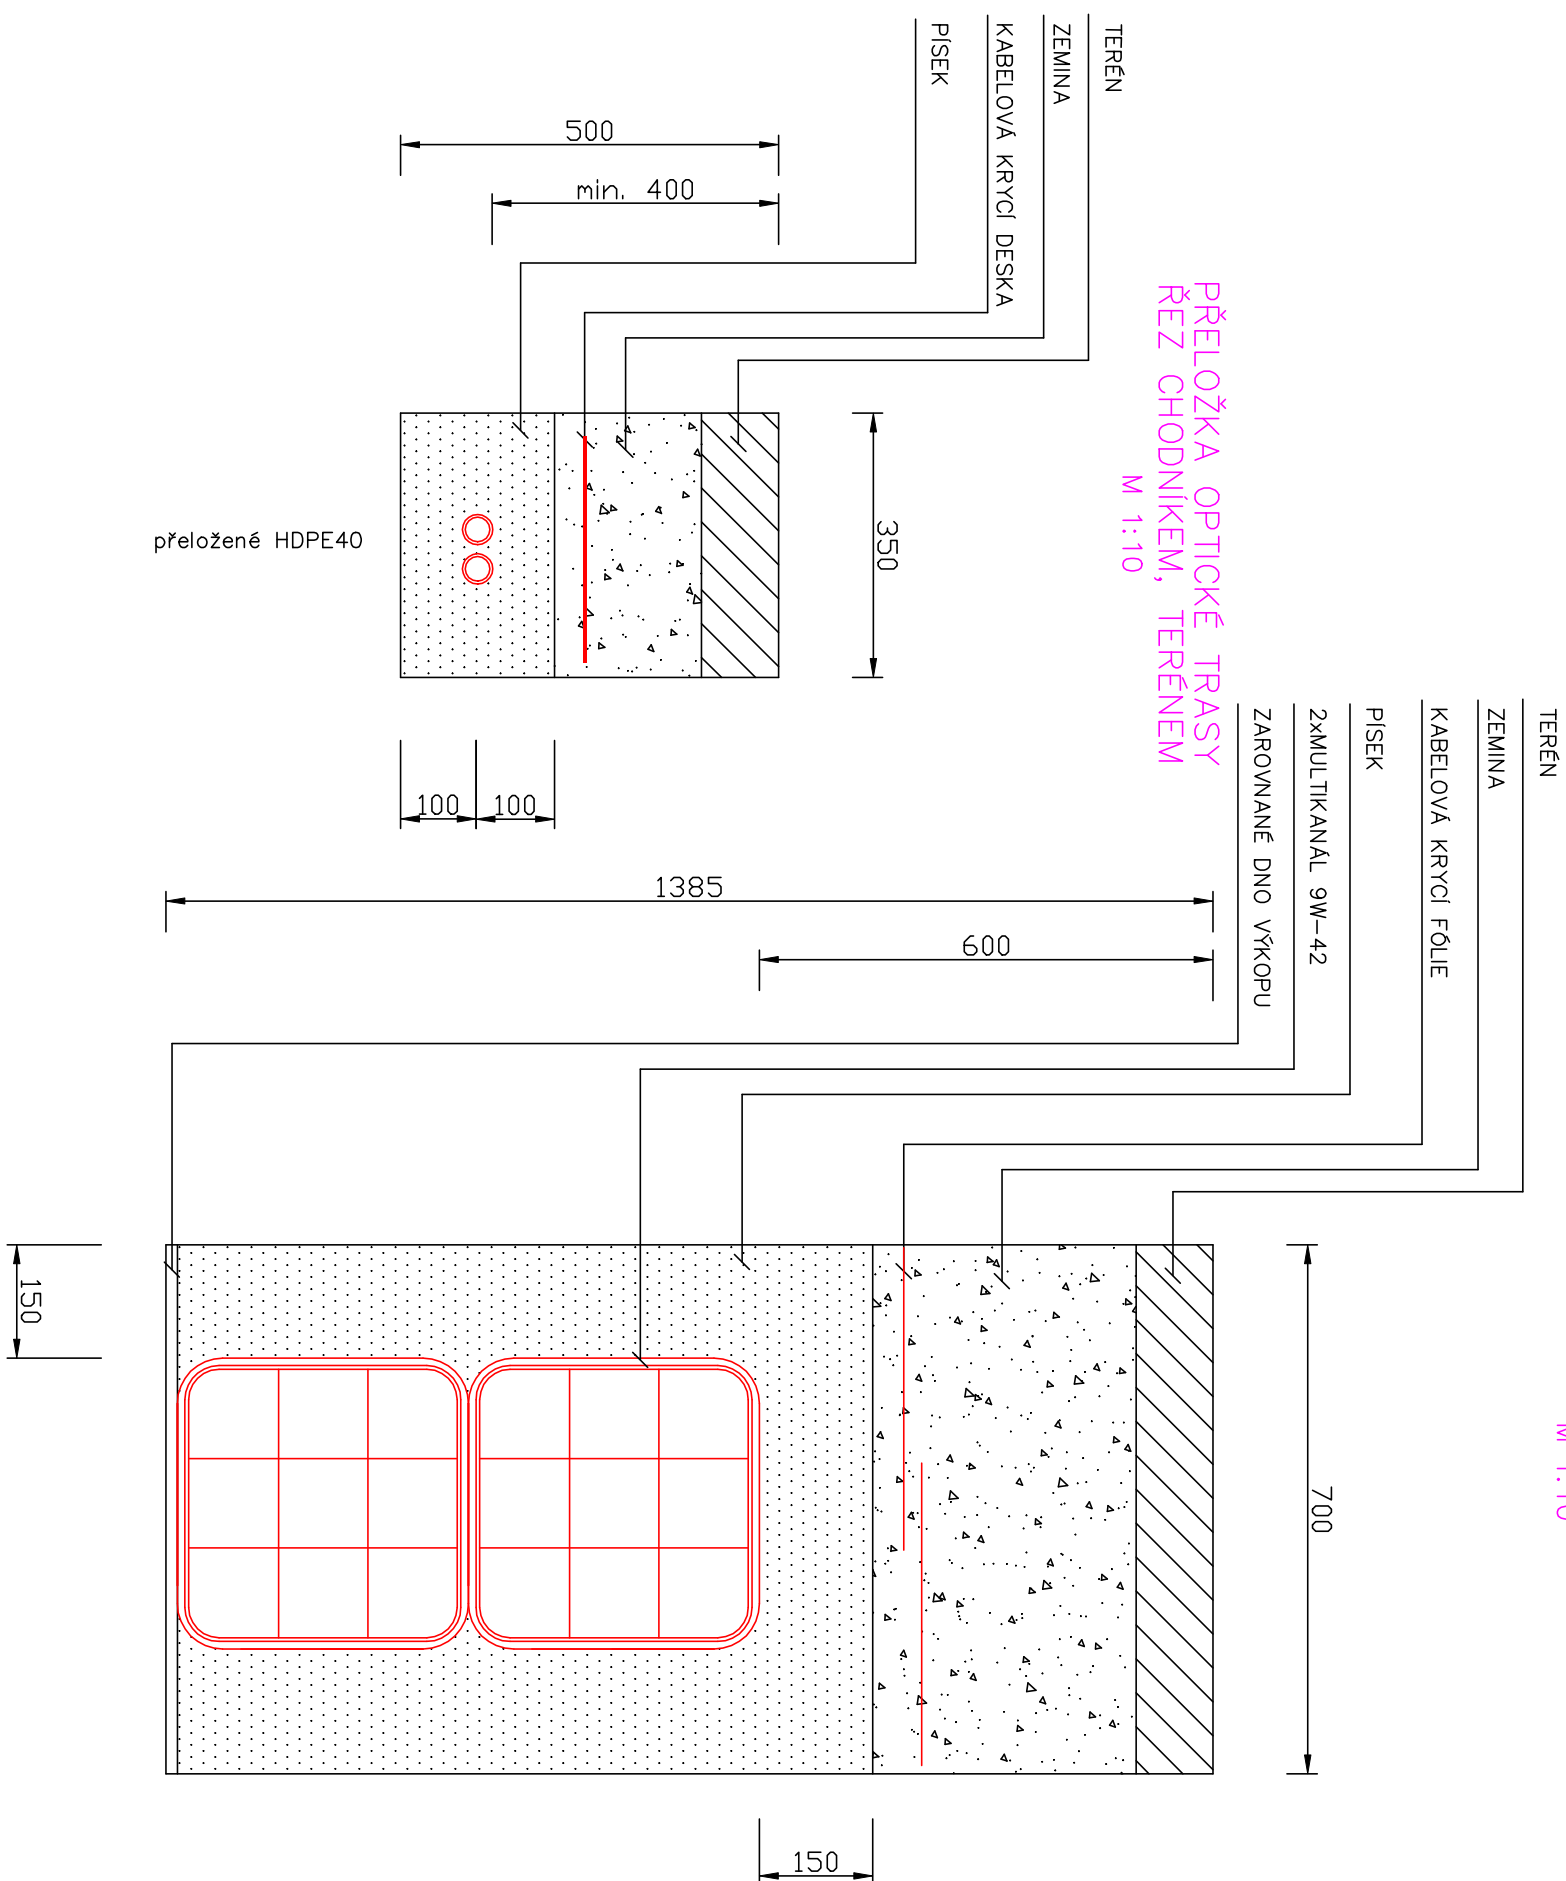 TERÉN
ZEMINA
KABELOVÁ KRYCÍ DESKA
PÍSEK
500
min. 400
PŘELOŽKA OPTICKÉ TRASY
ŘEZ CHODNÍKEM, TERÉNEM
M 1:10
350
přeložené HDPE40
100
100
TERÉN
ZEMINA
KABELOVÁ KRYCÍ FÓLIE
PÍSEK
2xMULTIKANÁL 9W-42
ZAROVNANÉ DNO VÝKOPU
1385
600
150
700
M 1:10
150